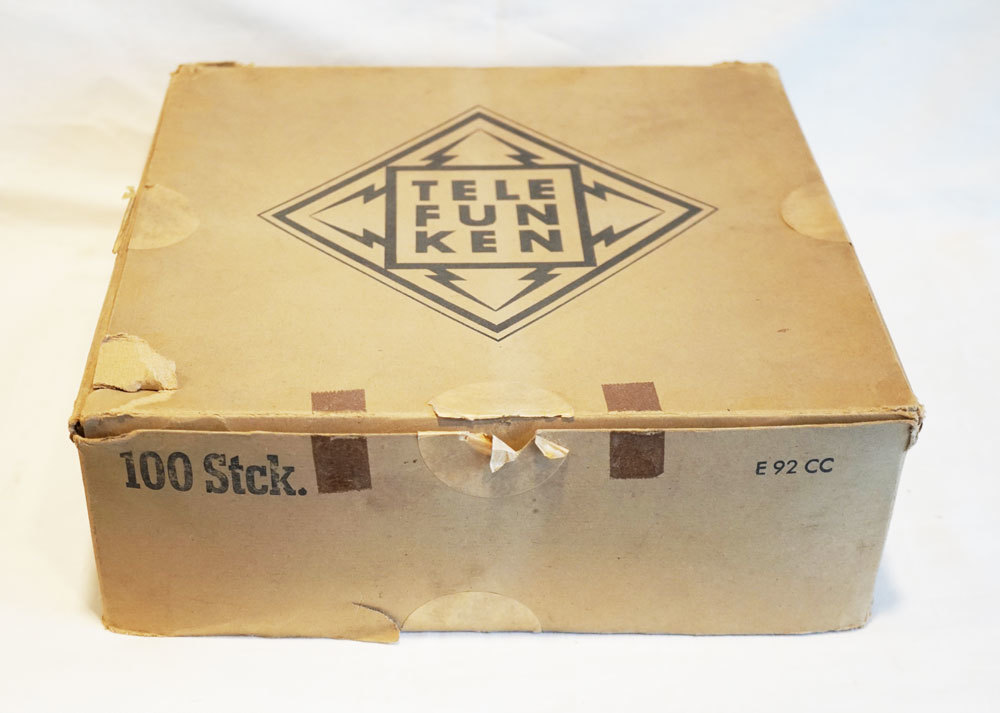 TELE
FUN
KEN
100 Stck.
E 92 CC